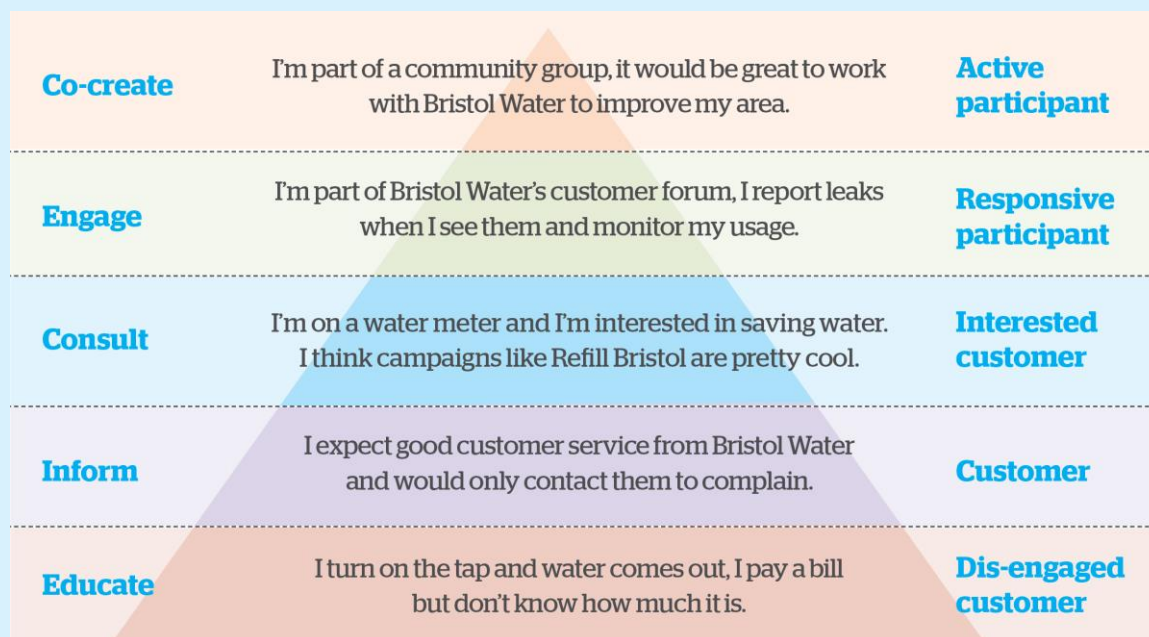 Co-create
I'm part of a community group, it would be great to work
with Bristol Water to improve my area.
Active
participant
Engage
I'm part of Bristol Water's customer forum, I report leaks
when I see them and monitor my usage.
Responsive
participant
Consult
I'm on a water meter and I'm interested in saving water.
I think campaigns like Refill Bristol are pretty cool.
Interested
customer
Inform
I expect good customer service from Bristol Water
and would only contact them to complain.
Customer
Educate
I turn on the tap and water comes out, I pay a bill
but don't know how much it is.
Dis-engaged
customer